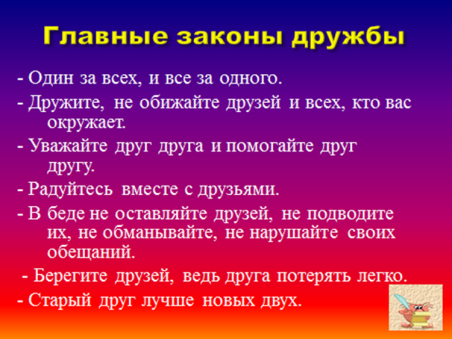 Главные законы дружбы
- Один за всех, и все за одного.
- Дружите, не обижайте друзей и всех, кто вас
окружает.
- Уважайте друг друга и помогайте друг
другу.
- Радуйтесь вместе с друзьями.
- В беде не оставляйте друзей, не подводите
их, не обманывайте, не нарушайте своих
обещаний.
- Берегите друзей, ведь друга потерять легко.
- Старый друг лучше новых двух.